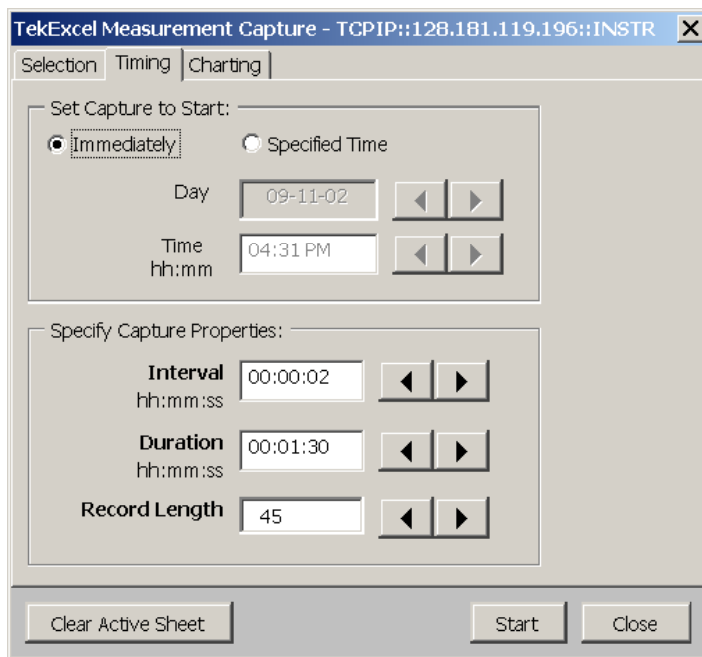 TekExcel Measurement Capture - TCPIP::128.181.119.196::INSTR
Selection Timing Charting
Set Capture to Start:
Immediately Specified Time
Day 09-11-02
Time 04:31 PM
hh:mm
Specify Capture Properties:
Interval 00:00:02
hh:mm:ss
Duration 00:01:30
hh:mm:ss
Record Length 45
Clear Active Sheet Start Close